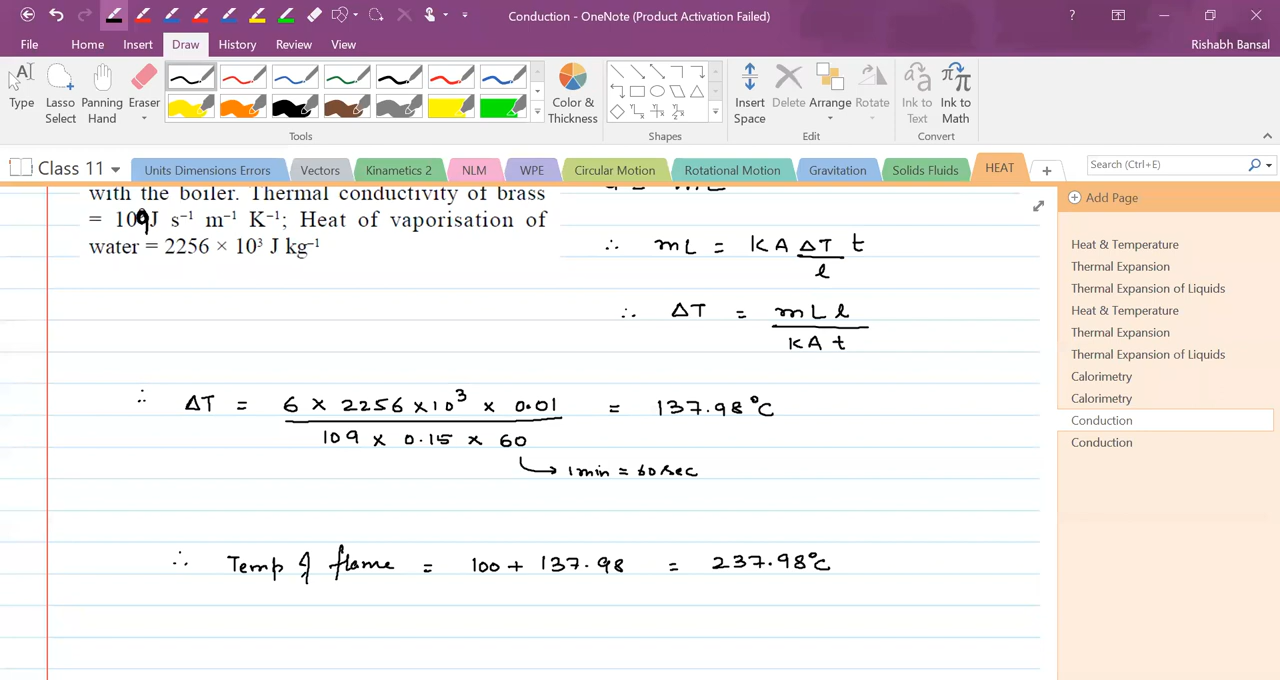 Conduction - OneNote (Product Activation Failed)
?
File Home Insert Draw History Review View
Rishabh Bansal
Type
Lasso Select
Panning Hand
Eraser
Color & Thickness
Insert Space
Delete
Arrange
Rotate
Ink to Text
Ink to Math
Tools
Shapes
Edit
Convert
Class 11
Units Dimensions Errors
Vectors
Kinematics 2
NLM
WPE
Circular Motion
Rotational Motion
Gravitation
Solids Fluids
HEAT
Search (Ctrl+E)
Add Page
Heat & Temperature
Thermal Expansion
Thermal Expansion of Liquids
Heat & Temperature
Thermal Expansion
Thermal Expansion of Liquids
Calorimetry
Calorimetry
Conduction
Conduction
with the boiler. Thermal conductivity of brass
= 109J s⁻¹ m⁻¹ K⁻¹; Heat of vaporisation of
water = 2256 × 10³ J kg⁻¹
∴ mL = KA ΔT/l t
∴ ΔT = mLl / KAt
∴ ΔT = 6 × 2256 × 10³ × 0.01 / 109 × 0.15 × 60 = 137.98°C
→ 1 min = 60 sec
∴ Temp of flame = 100 + 137.98 = 237.98°C